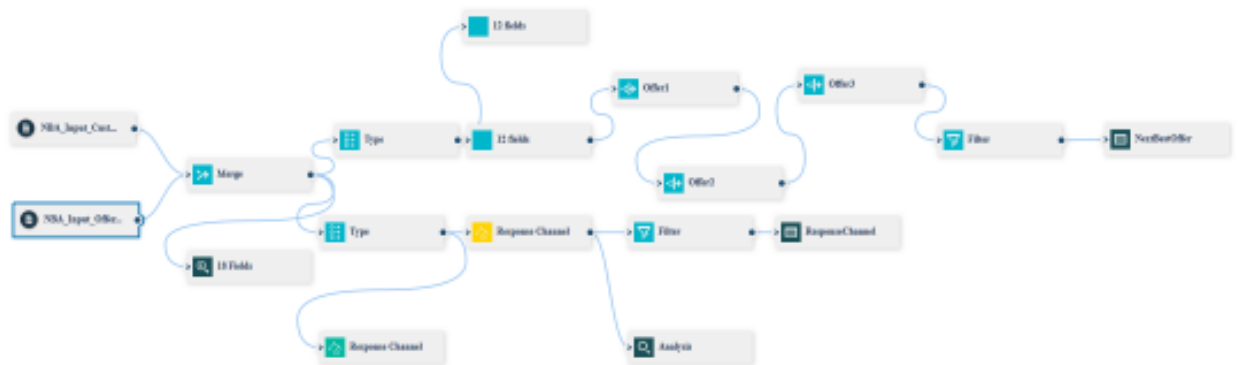 12 fields
Offer1
Offer3
NBA_Input_Cust...
Type
12 fields
Filter
NextBestOffer
Merge
Offer2
NBA_Input_Offer...
Type
Response Channel
Filter
ResponseChannel
18 Fields
Response Channel
Analysis